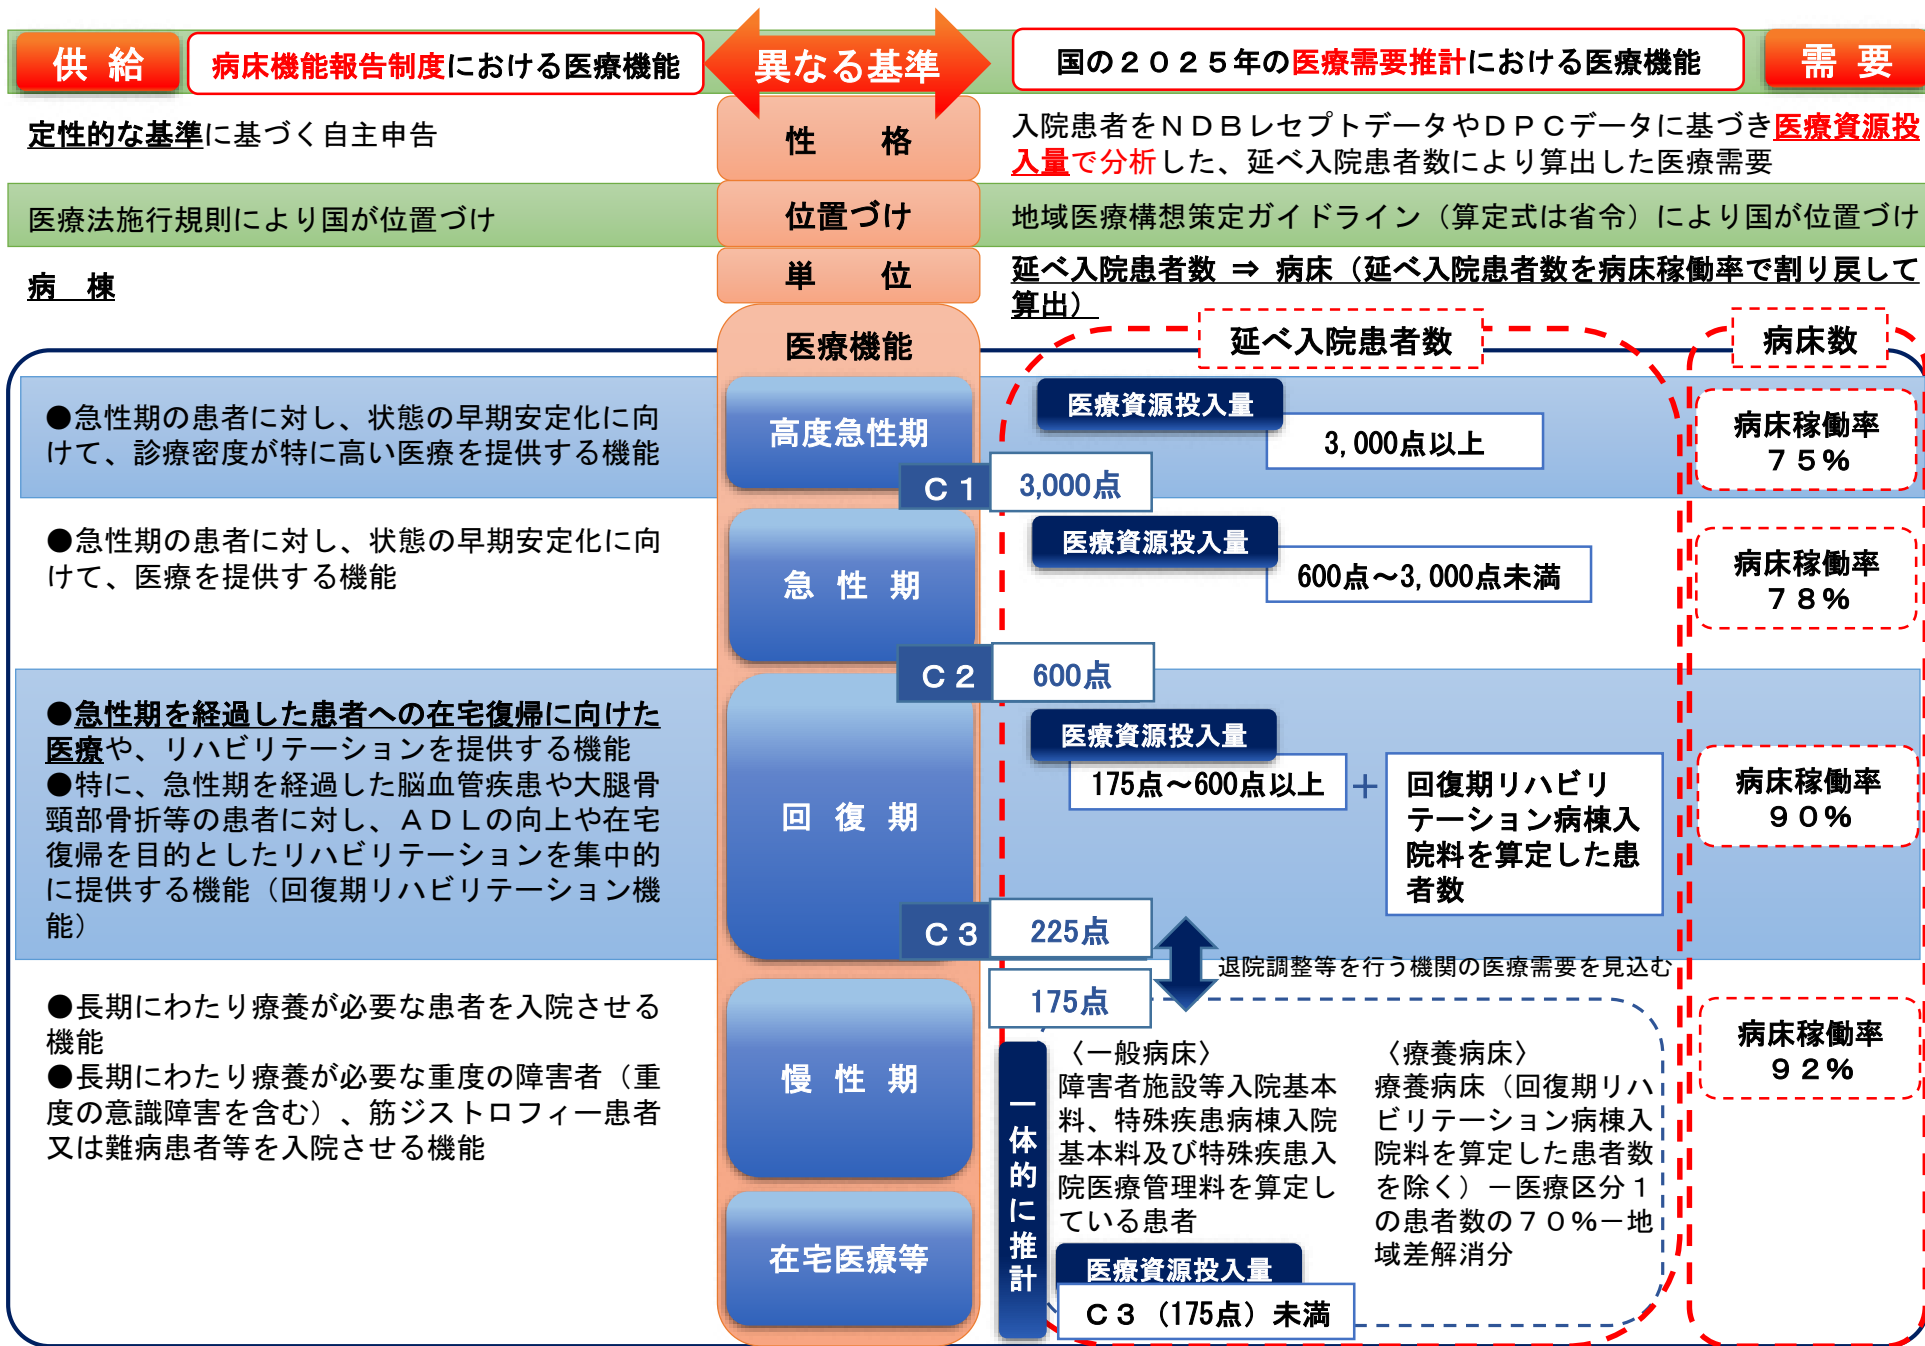 供 給
病床機能報告制度における医療機能
異なる基準
国の２０２５年の医療需要推計における医療機能
需 要
定性的な基準に基づく自主申告
性 格
入院患者をＮＤＢレセプトデータやＤＰＣデータに基づき医療資源投
入量で分析した、延べ入院患者数により算出した医療需要
医療法施行規則により国が位置づけ
位置づけ
地域医療構想策定ガイドライン（算定式は省令）により国が位置づけ
病 棟
単 位
延べ入院患者数 ⇒ 病床（延べ入院患者数を病床稼働率で割り戻して
算出）
医療機能
延べ入院患者数
病床数
●急性期の患者に対し、状態の早期安定化に向
けて、診療密度が特に高い医療を提供する機能
高度急性期
医療資源投入量
3,000点以上
病床稼働率
７５％
Ｃ１
3,000点
●急性期の患者に対し、状態の早期安定化に向
けて、医療を提供する機能
急 性 期
医療資源投入量
600点～3,000点未満
病床稼働率
７８％
Ｃ２
600点
●急性期を経過した患者への在宅復帰に向けた
医療や、リハビリテーションを提供する機能
●特に、急性期を経過した脳血管疾患や大腿骨
頸部骨折等の患者に対し、ＡＤＬの向上や在宅
復帰を目的としたリハビリテーションを集中的
に提供する機能（回復期リハビリテーション機
能）
回 復 期
医療資源投入量
175点～600点以上
＋
回復期リハビリ
テーション病棟入
院料を算定した患
者数
病床稼働率
９０％
Ｃ３
225点
退院調整等を行う機関の医療需要を見込む
175点
●長期にわたり療養が必要な患者を入院させる
機能
●長期にわたり療養が必要な重度の障害者（重
度の意識障害を含む）、筋ジストロフィー患者
又は難病患者等を入院させる機能
慢 性 期
在宅医療等
一体的に推計
〈一般病床〉
障害者施設等入院基本
料、特殊疾患病棟入院
基本料及び特殊疾患入
院医療管理料を算定し
ている患者
医療資源投入量
Ｃ３（175点）未満
〈療養病床〉
療養病床（回復期リハ
ビリテーション病棟入
院料を算定した患者数
を除く）－医療区分１
の患者数の７０％－地
域差解消分
病床稼働率
９２％